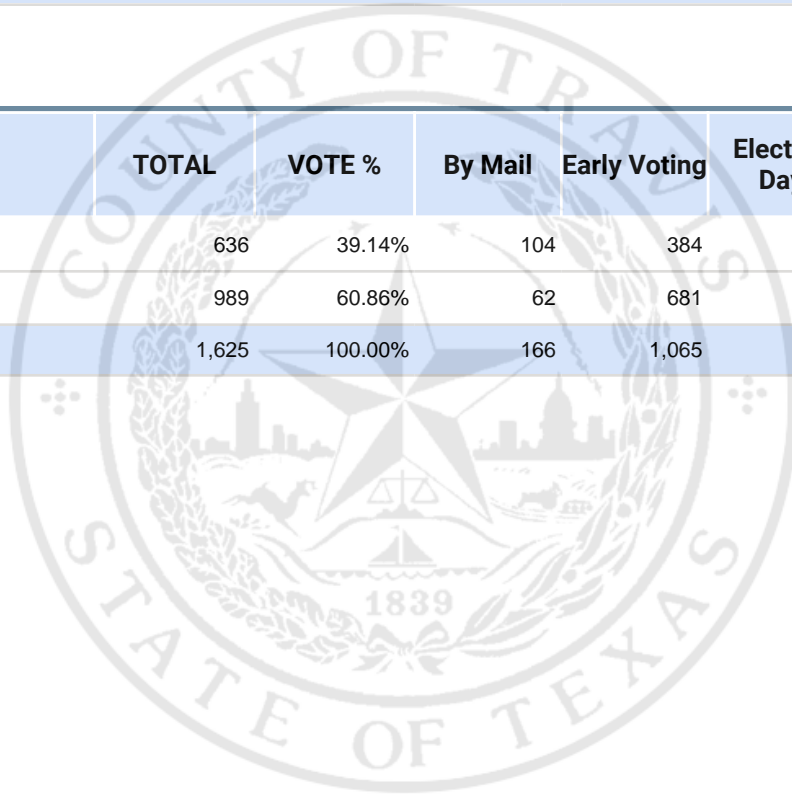 COUNTY OF TRAVIS
TOTAL VOTE % By Mail Early Voting
636 39.14% 104 384
989 60.86% 62 681
1,625 100.00% 166 1,065
1839
STATE OF TEXAS